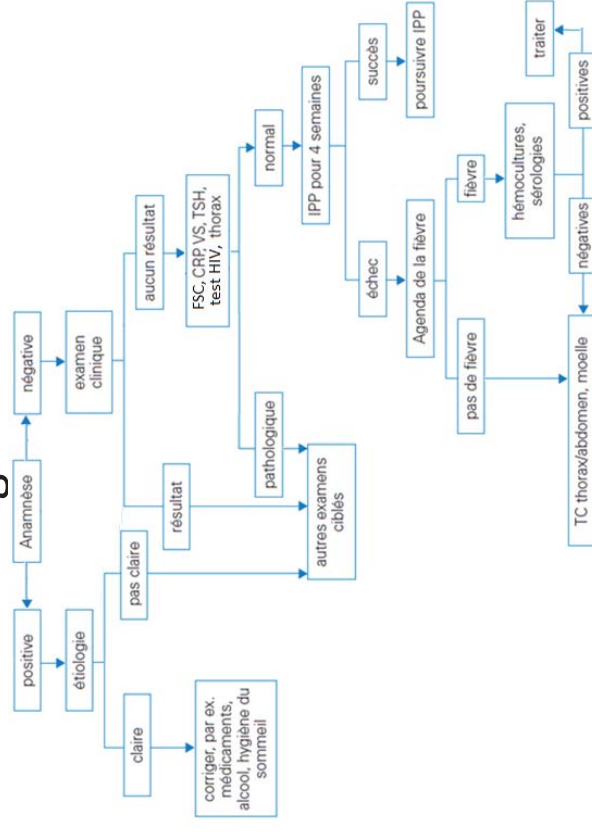 Anamnèse
positive
négative
étiologie
examen
clinique
claire
pas claire
résultat
aucun résultat
corriger, par ex.
médicaments,
alcool, hygiène du
sommeil
FSC, CRP, VS, TSH,
test HIV, thorax
pathologique
normal
autres examens
ciblés
IPP pour 4 semaines
échec
succès
Agenda de la fièvre
poursuivre IPP
pas de fièvre
fièvre
hémocultures,
sérologies
négatives
positives
TC thorax/abdomen, moelle
traiter